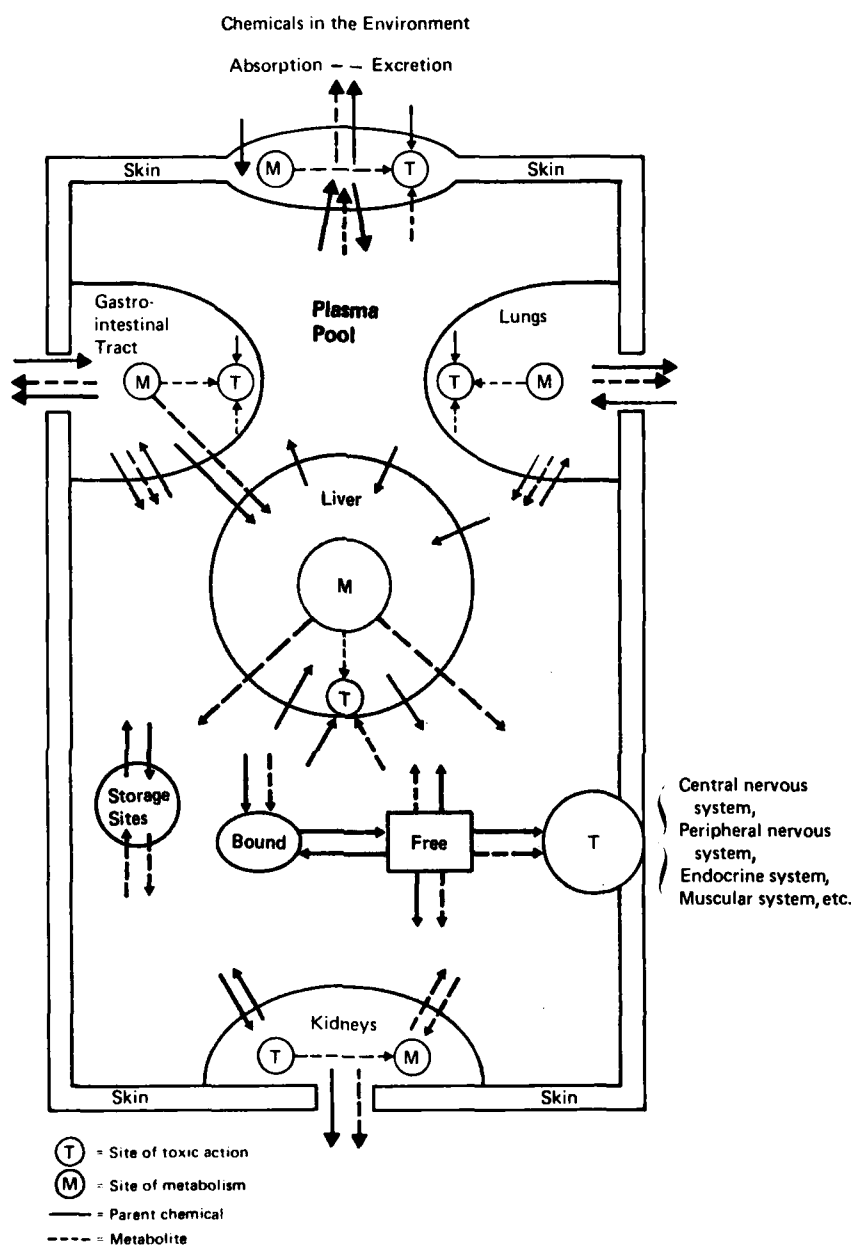 Chemicals in the Environment
Absorption -- Excretion
Skin
M
T
Skin
Gastro-
intestinal
Tract
Plasma
Pool
Lungs
M
T
T
M
Liver
M
T
Storage
Sites
Bound
Free
T
Central nervous
system,
Peripheral nervous
system,
Endocrine system,
Muscular system, etc.
Kidneys
T
M
Skin
Skin
T = Site of toxic action
M = Site of metabolism
= Parent chemical
= Metabolite